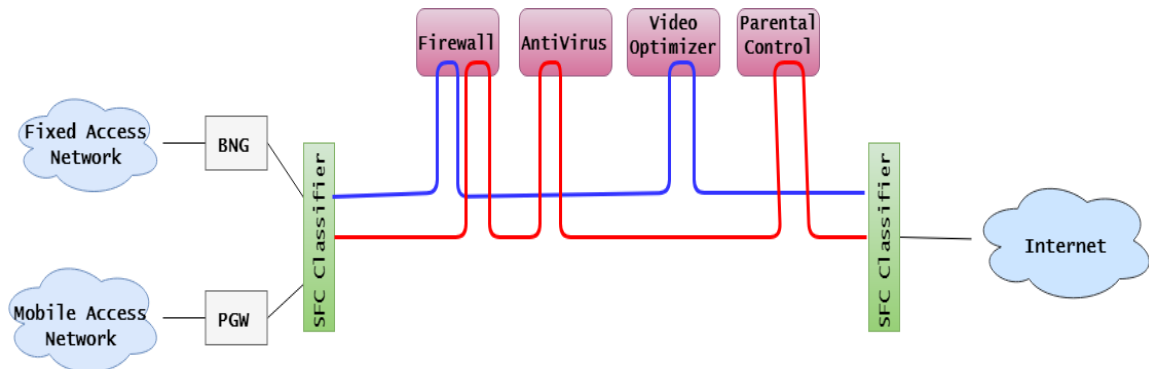 Firewall
AntiVirus
Video
Optimizer
Parental
Control
Fixed Access
Network
BNG
SFC Classifier
SFC Classifier
Internet
Mobile Access
Network
PGW